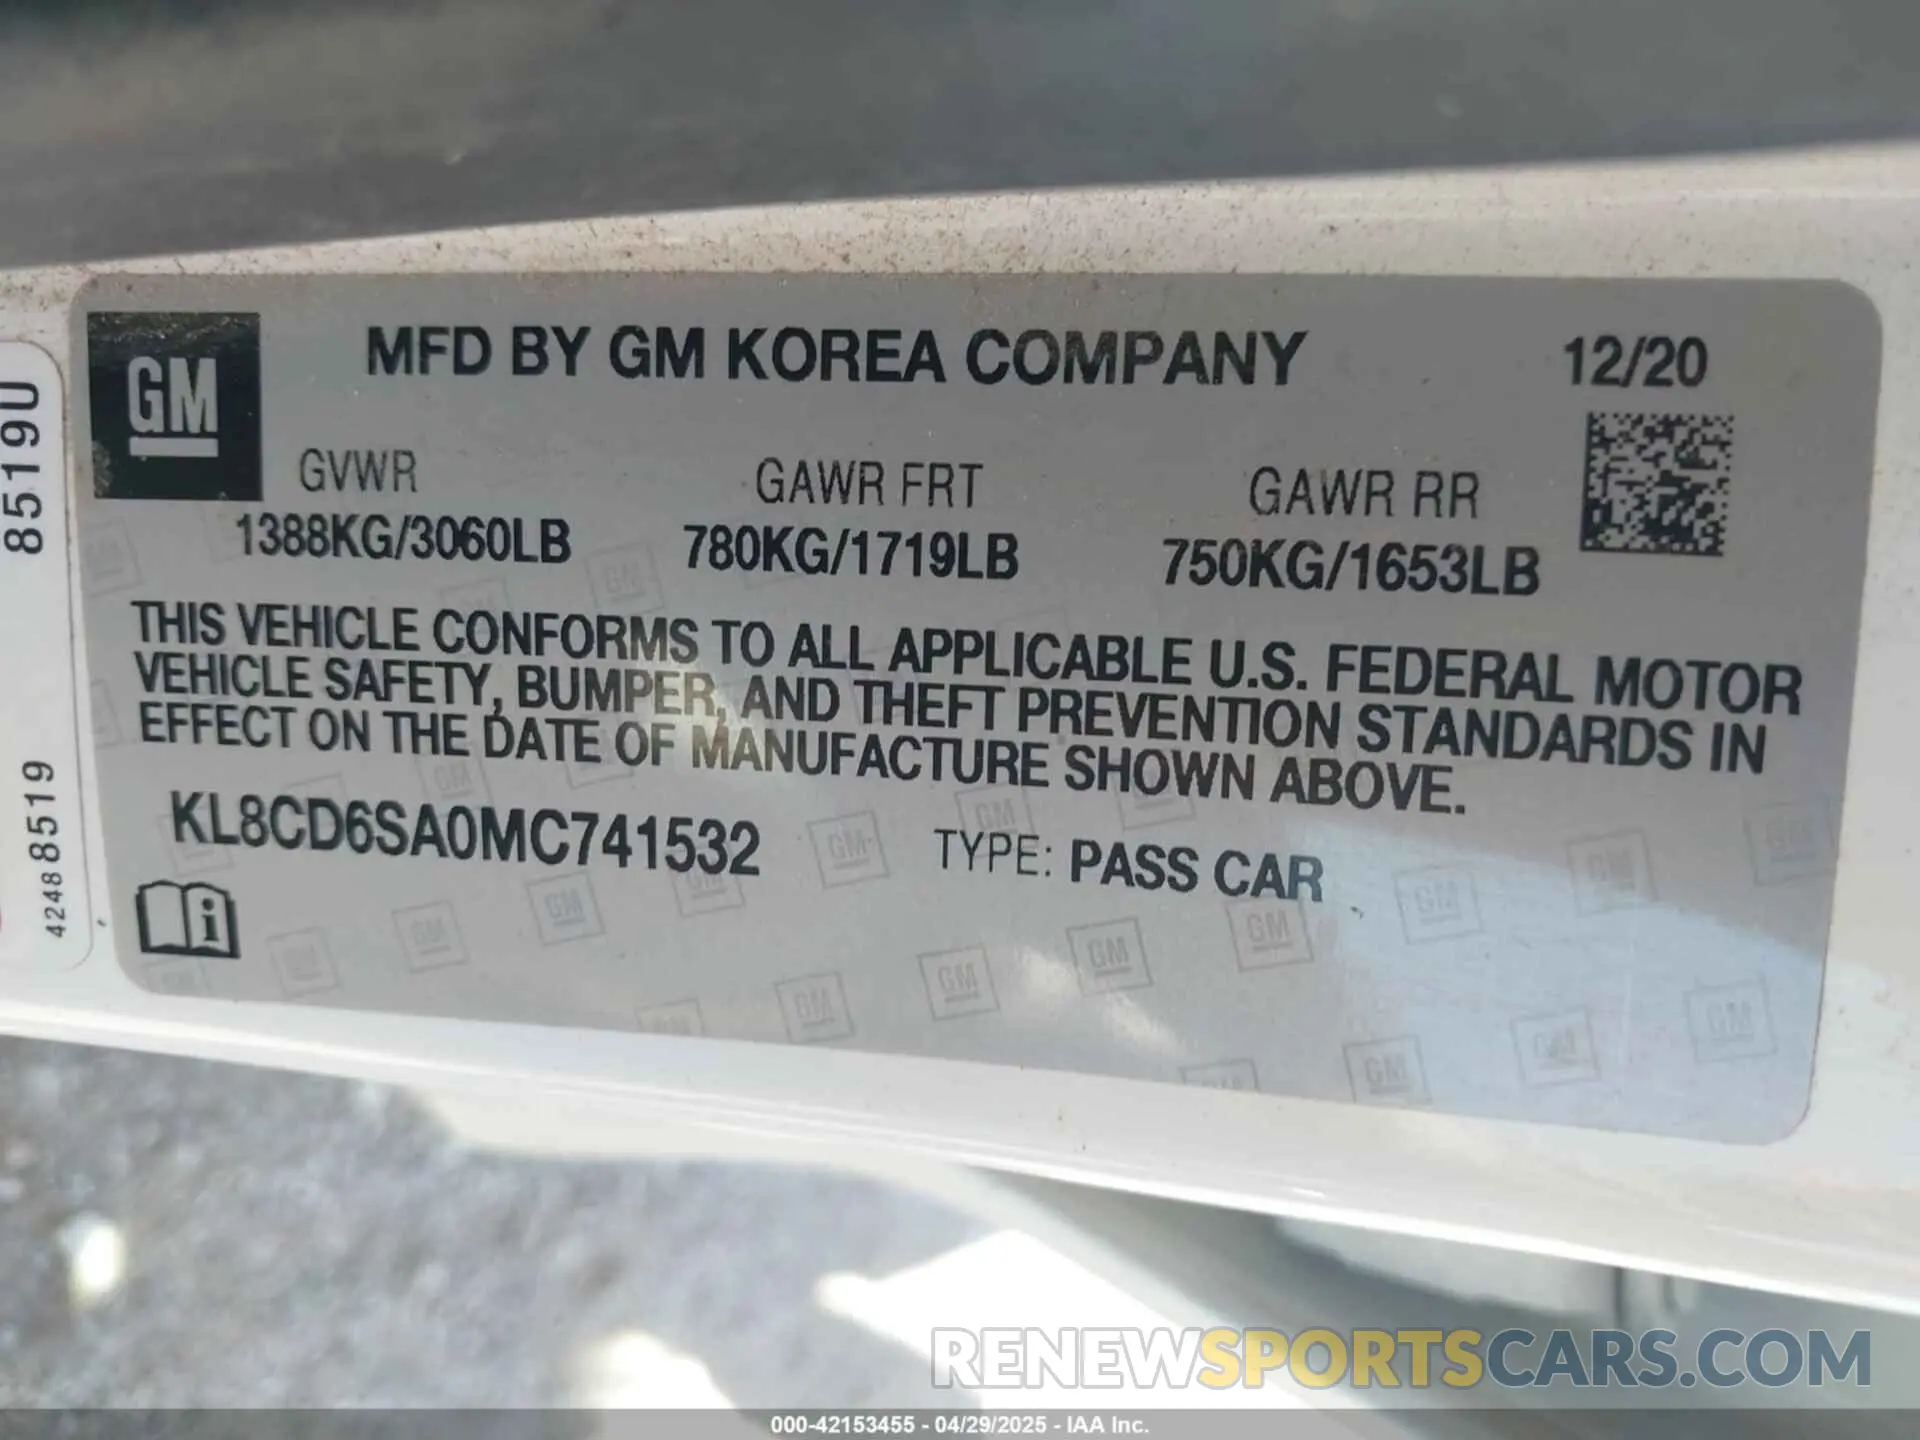 MFD BY GM KOREA COMPANY 12/20
GM
GVWR GAWR FRT GAWR RR
1388KG/3060LB 780KG/1719LB 750KG/1653LB
THIS VEHICLE CONFORMS TO ALL APPLICABLE U.S. FEDERAL MOTOR
VEHICLE SAFETY, BUMPER, AND THEFT PREVENTION STANDARDS IN
EFFECT ON THE DATE OF MANUFACTURE SHOWN ABOVE.
KL8CD6SA0MC741532 TYPE: PASS CAR
8519U
42488519
RENEWSPORTSCARS.COM
000-42153455 - 04/29/2025 - IAA Inc.